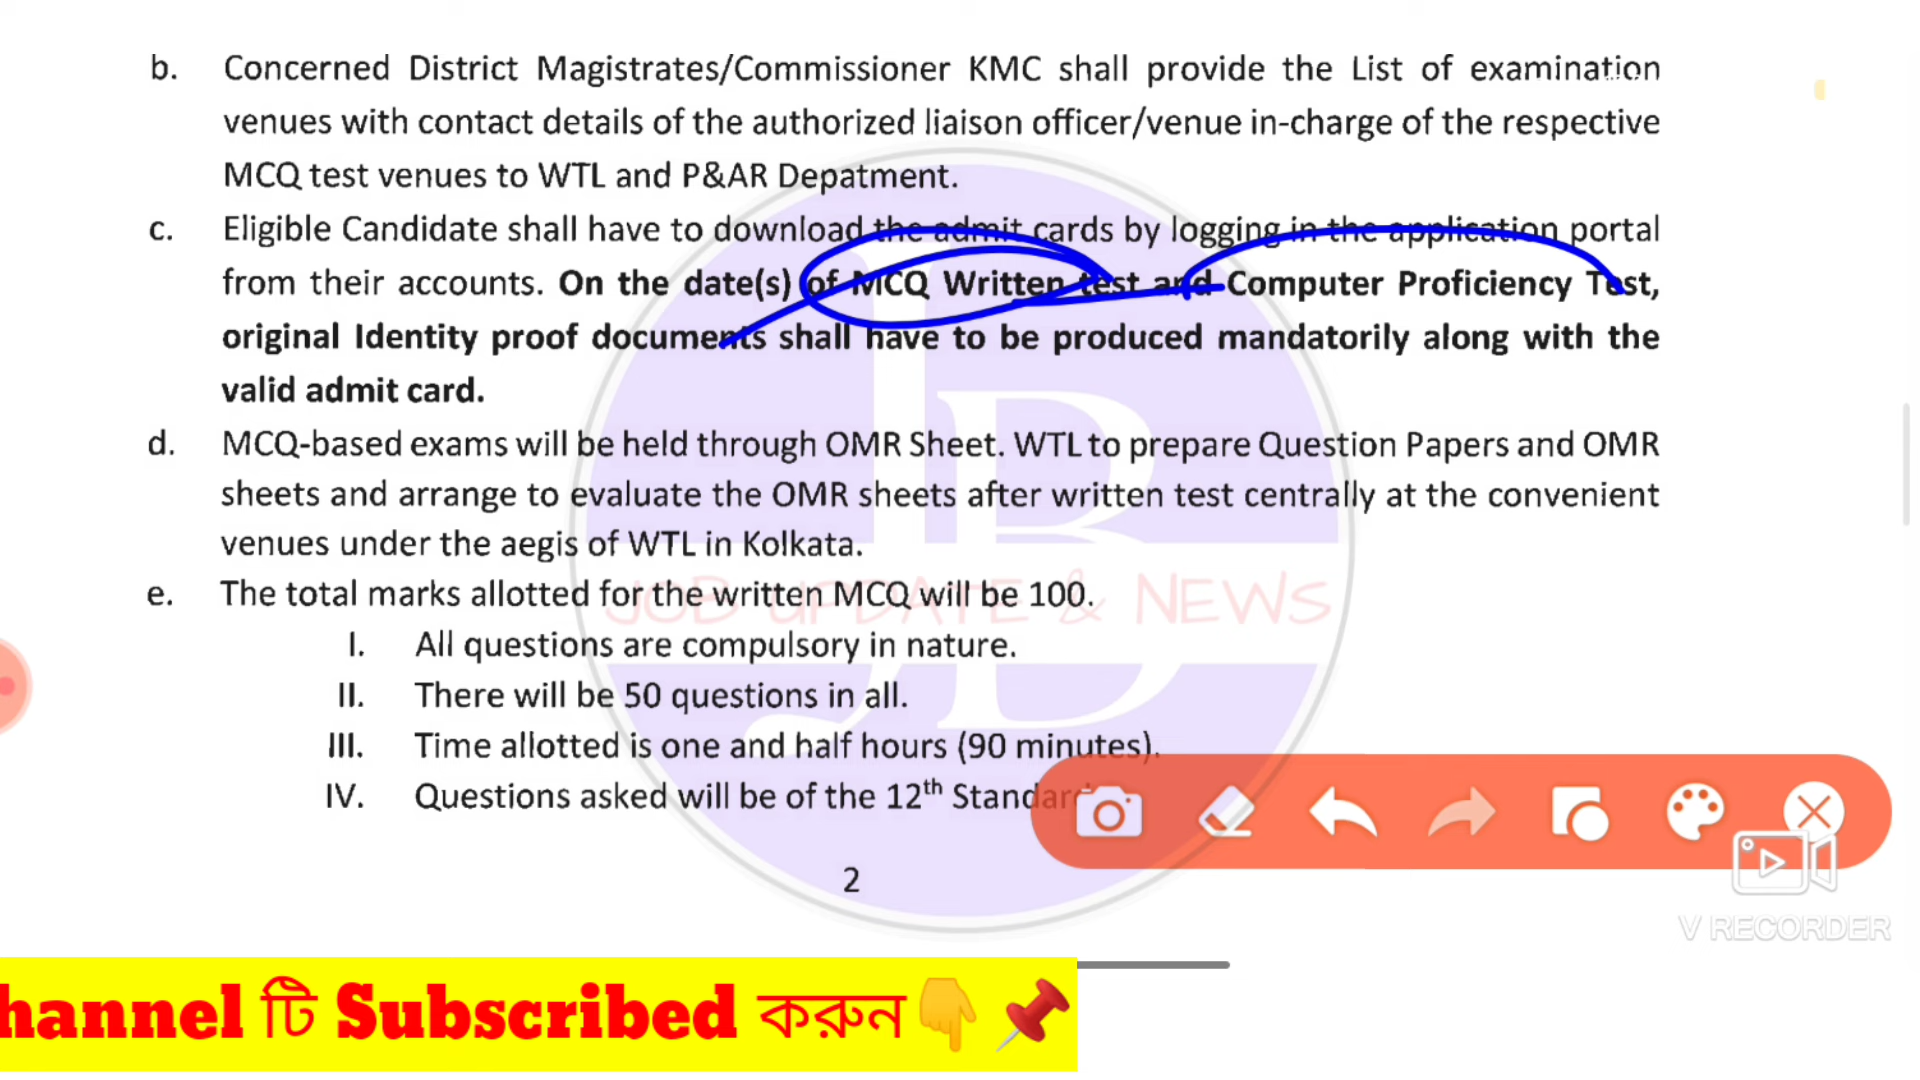 b. Concerned District Magistrates/Commissioner KMC shall provide the List of examination
venues with contact details of the authorized liaison officer/venue in-charge of the respective
MCQ test venues to WTL and P&AR Depatment.
c. Eligible Candidate shall have to download the admit cards by logging in the application portal
from their accounts. On the date(s) of MCQ Written test and Computer Proficiency Test,
original Identity proof documents shall have to be produced mandatorily along with the
valid admit card.
d. MCQ-based exams will be held through OMR Sheet. WTL to prepare Question Papers and OMR
sheets and arrange to evaluate the OMR sheets after written test centrally at the convenient
venues under the aegis of WTL in Kolkata.
e. The total marks allotted for the written MCQ will be 100.
JOB UPDATE & NEWS
I. All questions are compulsory in nature.
II. There will be 50 questions in all.
III. Time allotted is one and half hours (90 minutes).
IV. Questions asked will be of the 12th Standard
2
V RECORDER
hannel টি Subscribed করুন👇📌